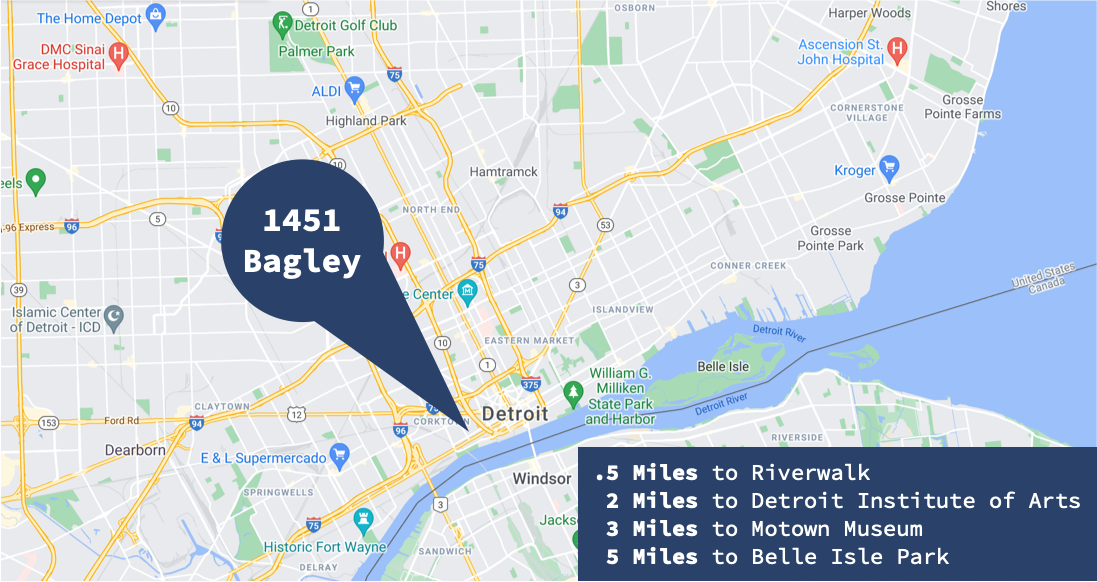 OSBORN
Shores
The Home Depot
1
Detroit Golf Club
Harper Woods
Palmer Park
DMC Sinai
Grace Hospital
Ascension St.
John Hospital
75
ALDI
10
Highland Park
CORNERSTONE
VILLAGE
Grosse
Pointe Farms
10
Hamtramck
Kroger
eels
Grosse Pointe
NORTH END
94
-96 Express
96
5
53
Grosse
Pointe Park
1451
Bagley
75
CONNER CREEK
United States
Canada
39
3
e Center
Islamic Center
of Detroit - ICD
ISLANDVIEW
Detroit River
10
EASTERN MARKET
1
Belle Isle
375
William G.
Milliken
State Park
and Harbor
Detroit River
CLAYTOWN
12
Detroit
153
Ford Rd.
94
96
CORKTO
RIVERSIDE
Dearborn
E & L Supermercado
Windsor
SPRINGWELLS
3
75
Jacks
Historic Fort Wayne
SANDWICH
DELRAY
.5 Miles to Riverwalk
2 Miles to Detroit Institute of Arts
3 Miles to Motown Museum
5 Miles to Belle Isle Park